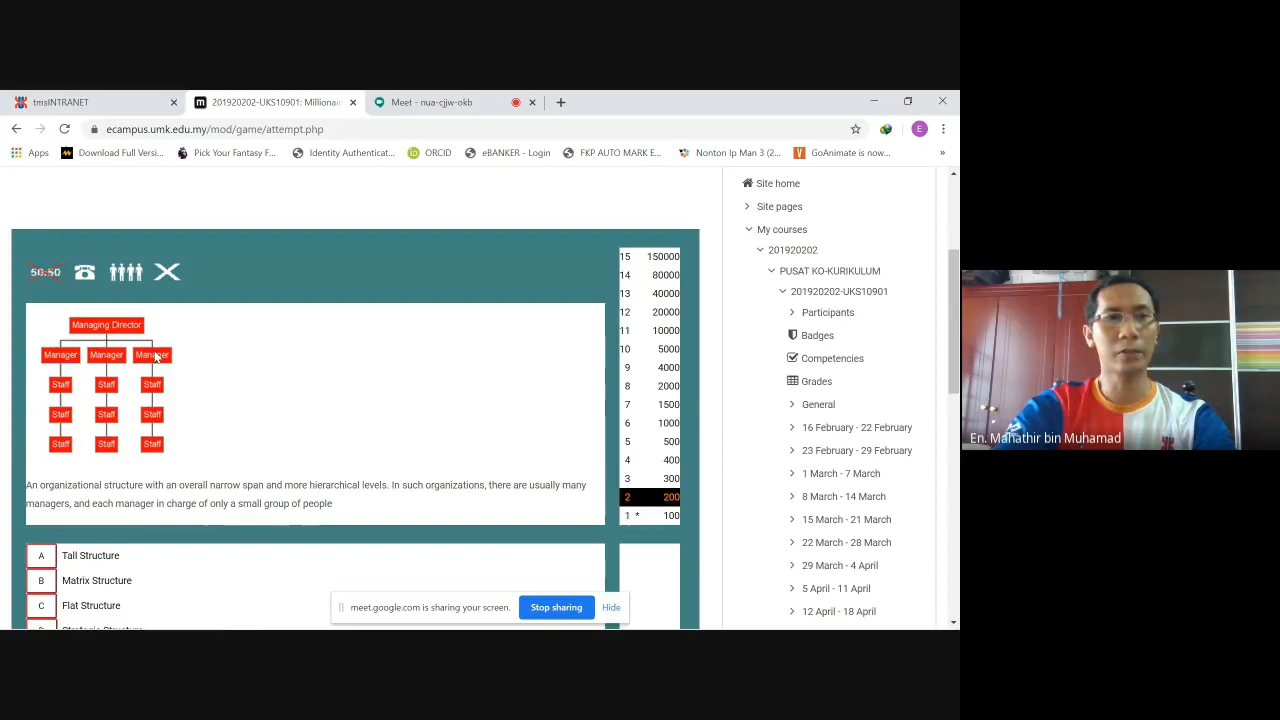 tmsINTRANET
201920202-UKS10901: Millionair
Meet - nua-cjjw-okb
ecampus.umk.edu.my/mod/game/attempt.php
E
Apps
Download Full Versi...
Pick Your Fantasy F...
Identity Authenticat...
ORCID
eBANKER - Login
FKP AUTO MARK E...
Nonton Ip Man 3 (2...
GoAnimate is now...
»
Site home
Site pages
My courses
201920202
PUSAT KO-KURIKULUM
201920202-UKS10901
Participants
Badges
Competencies
Grades
General
16 February - 22 February
23 February - 29 February
1 March - 7 March
8 March - 14 March
15 March - 21 March
22 March - 28 March
29 March - 4 April
5 April - 11 April
12 April - 18 April
50:50
15 150000
14 80000
13 40000
12 20000
11 10000
10 5000
9 4000
8 2000
7 1500
6 1000
5 500
4 400
3 300
2 200
1 * 100
Managing Director
Manager Manager Manager
Staff Staff Staff
Staff Staff Staff
Staff Staff Staff
An organizational structure with an overall narrow span and more hierarchical levels. In such organizations, there are usually many
managers, and each manager in charge of only a small group of people
A Tall Structure
B Matrix Structure
C Flat Structure
meet.google.com is sharing your screen.
Stop sharing
Hide
En. Mahathir bin Muhamad